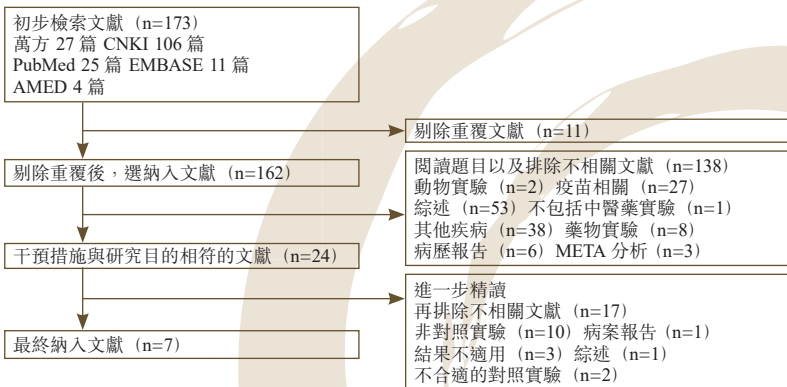 初步檢索文獻（n=173）
萬方 27 篇 CNKI 106 篇
PubMed 25 篇 EMBASE 11 篇
AMED 4 篇
剔除重覆文獻（n=11）
剔除重覆後，選納入文獻（n=162）
閱讀題目以及排除不相關文獻（n=138）
動物實驗（n=2）疫苗相關（n=27）
綜述（n=53）不包括中醫藥實驗（n=1）
其他疾病（n=38）藥物實驗（n=8）
病歷報告（n=6）META 分析（n=3）
干預措施與研究目的相符的文獻（n=24）
進一步精讀
再排除不相關文獻（n=17）
非對照實驗（n=10）病案報告（n=1）
結果不適用（n=3）綜述（n=1）
不合適的對照實驗（n=2）
最終納入文獻（n=7）